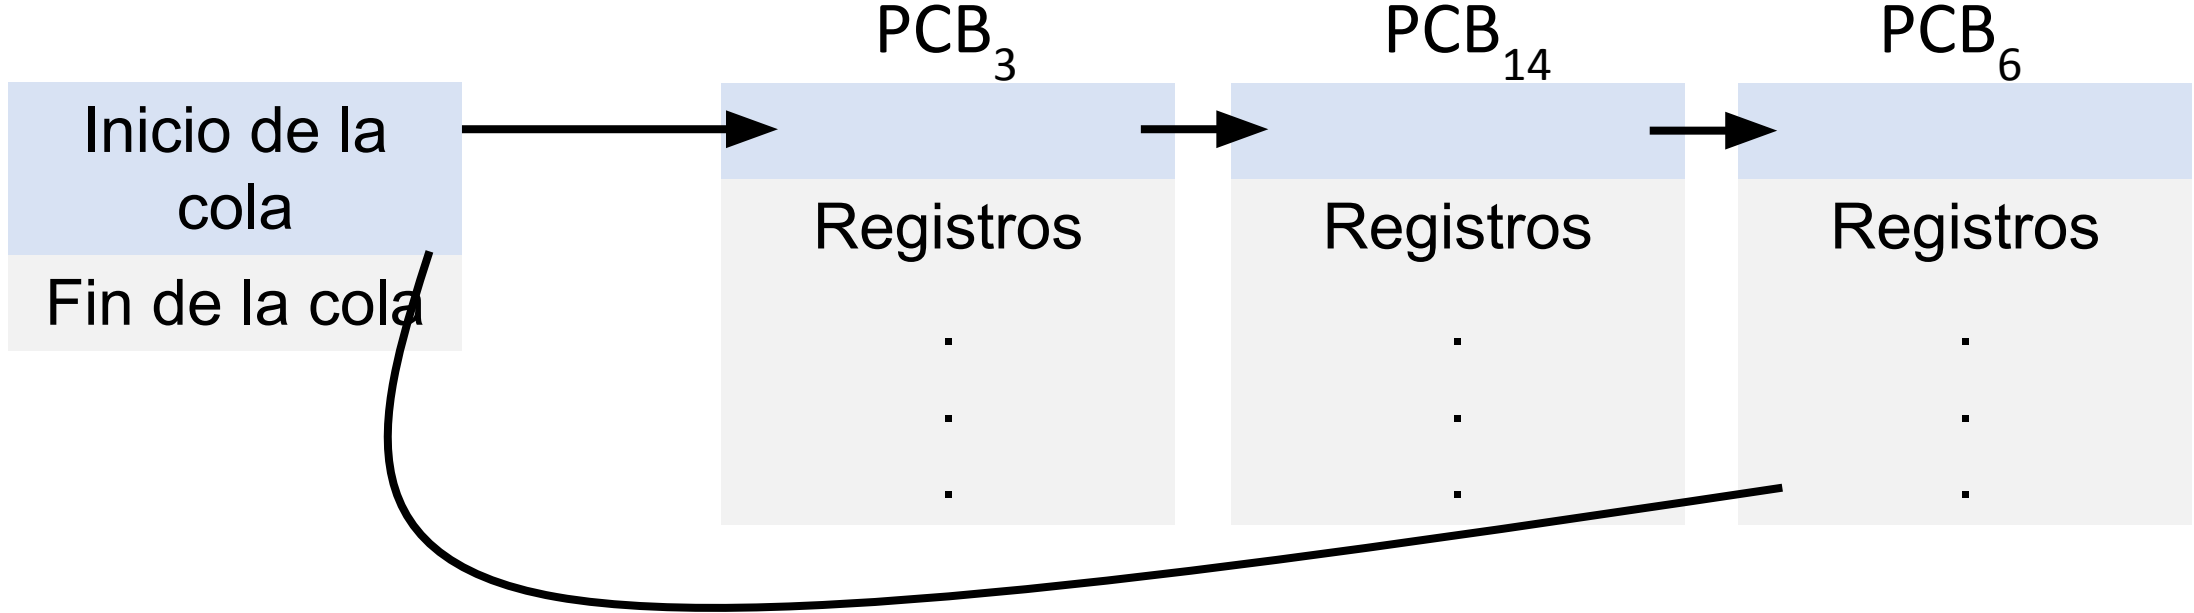 PCB₃ PCB₁₄ PCB₆
Inicio de la
cola
Fin de la cola
Registros Registros Registros
. . .
. . .
. . .